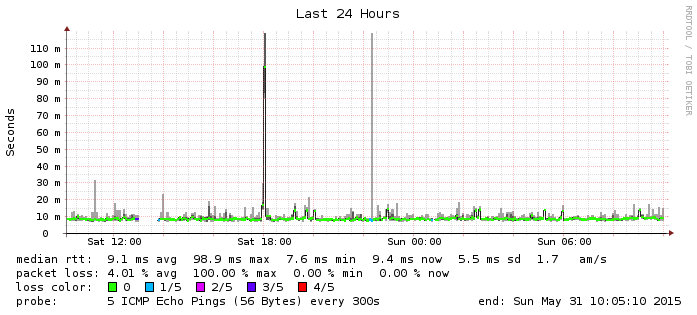 Last 24 Hours
RRDTOOL / TOBI OETIKER
Seconds
110 m
100 m
90 m
80 m
70 m
60 m
50 m
40 m
30 m
20 m
10 m
0
Sat 12:00 Sat 18:00 Sun 00:00 Sun 06:00
median rtt: 9.1 ms avg 98.9 ms max 7.6 ms min 9.4 ms now 5.5 ms sd 1.7 am/s
packet loss: 4.01 % avg 100.00 % max 0.00 % min 0.00 % now
loss color: 0 1/5 2/5 3/5 4/5
probe: 5 ICMP Echo Pings (56 Bytes) every 300s end: Sun May 31 10:05:10 2015